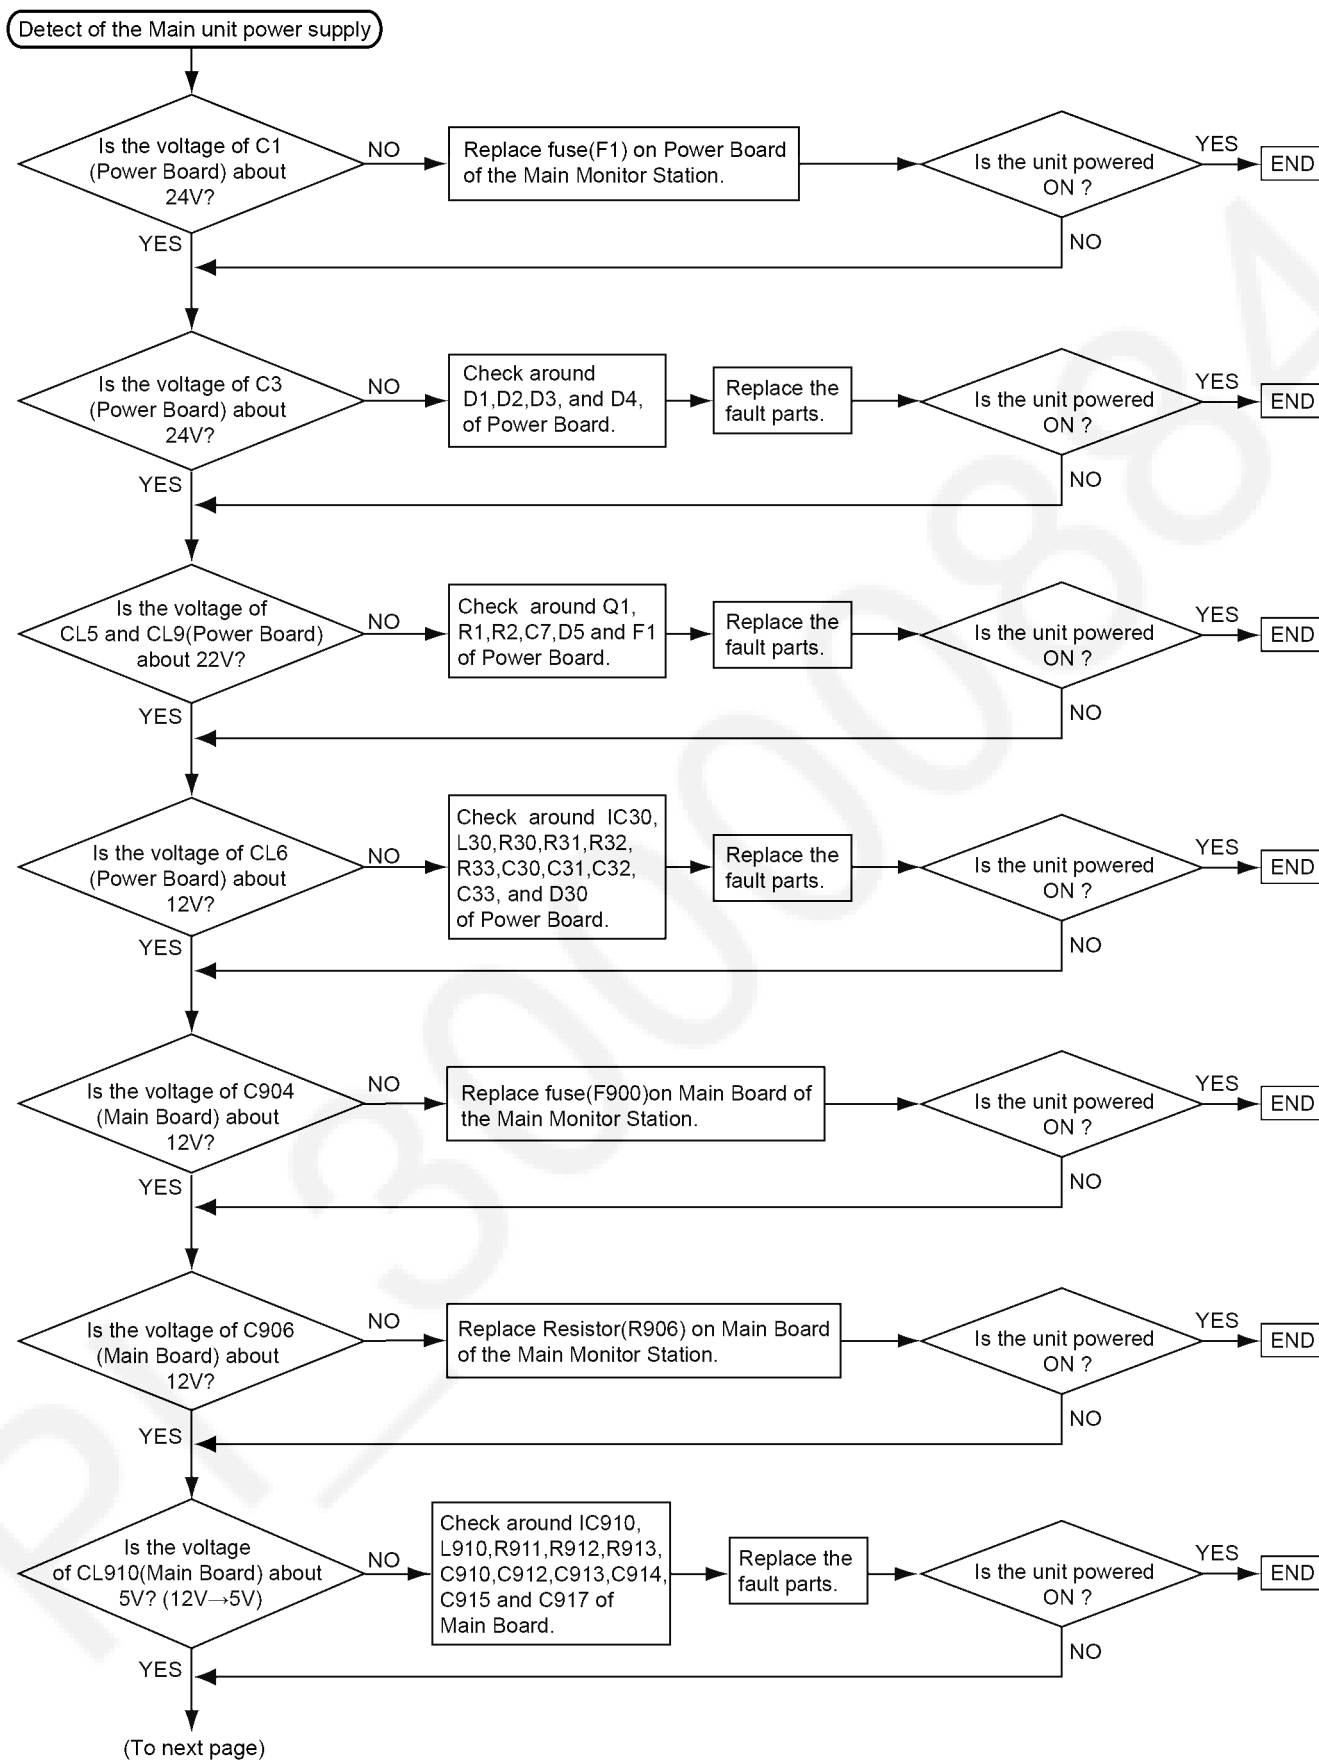 Detect of the Main unit power supply
Is the voltage of C1
(Power Board) about
24V?
NO
Replace fuse(F1) on Power Board
of the Main Monitor Station.
Is the unit powered
ON ?
YES
END
NO
YES
Is the voltage of C3
(Power Board) about
24V?
NO
Check around
D1,D2,D3, and D4,
of Power Board.
Replace the
fault parts.
Is the unit powered
ON ?
YES
END
NO
YES
Is the voltage of
CL5 and CL9(Power Board)
about 22V?
NO
Check around Q1,
R1,R2,C7,D5 and F1
of Power Board.
Replace the
fault parts.
Is the unit powered
ON ?
YES
END
NO
YES
Is the voltage of CL6
(Power Board) about
12V?
NO
Check around IC30,
L30,R30,R31,R32,
R33,C30,C31,C32,
C33, and D30
of Power Board.
Replace the
fault parts.
Is the unit powered
ON ?
YES
END
NO
YES
Is the voltage of C904
(Main Board) about
12V?
NO
Replace fuse(F900)on Main Board of
the Main Monitor Station.
Is the unit powered
ON ?
YES
END
NO
YES
Is the voltage of C906
(Main Board) about
12V?
NO
Replace Resistor(R906) on Main Board
of the Main Monitor Station.
Is the unit powered
ON ?
YES
END
NO
YES
Is the voltage
of CL910(Main Board) about
5V? (12V→5V)
NO
Check around IC910,
L910,R911,R912,R913,
C910,C912,C913,C914,
C915 and C917 of
Main Board.
Replace the
fault parts.
Is the unit powered
ON ?
YES
END
NO
YES
(To next page)